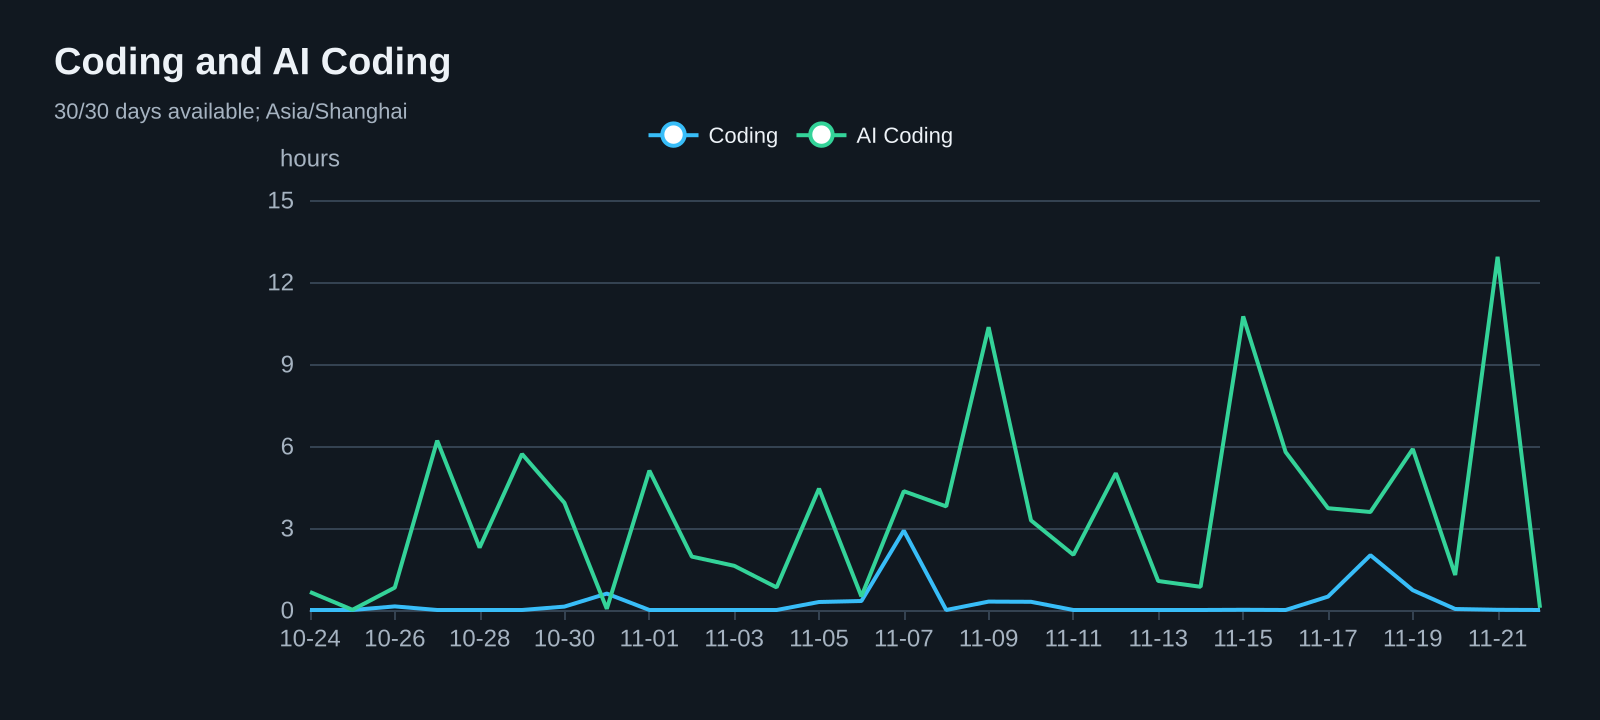 Coding and AI Coding
30/30 days available; Asia/Shanghai
Coding AI Coding
hours
15
12
9
6
3
0
10-24 10-26 10-28 10-30 11-01 11-03 11-05 11-07 11-09 11-11 11-13 11-15 11-17 11-19 11-21